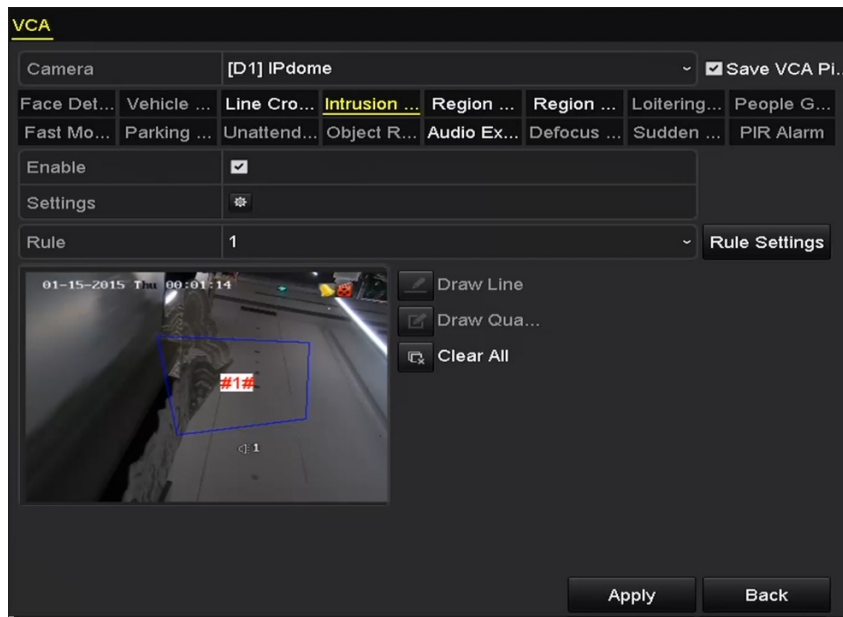 VCA
Camera [D1] IPdome Save VCA Pi..
Face Det... Vehicle ... Line Cro... Intrusion ... Region ... Region ... Loitering... People G...
Fast Mo... Parking ... Unattend... Object R... Audio Ex... Defocus ... Sudden ... PIR Alarm
Enable
Settings
Rule 1 Rule Settings
01-15-2015 Thu 00:01:14
Draw Line
Draw Qua...
Clear All
#1#
1
Apply Back